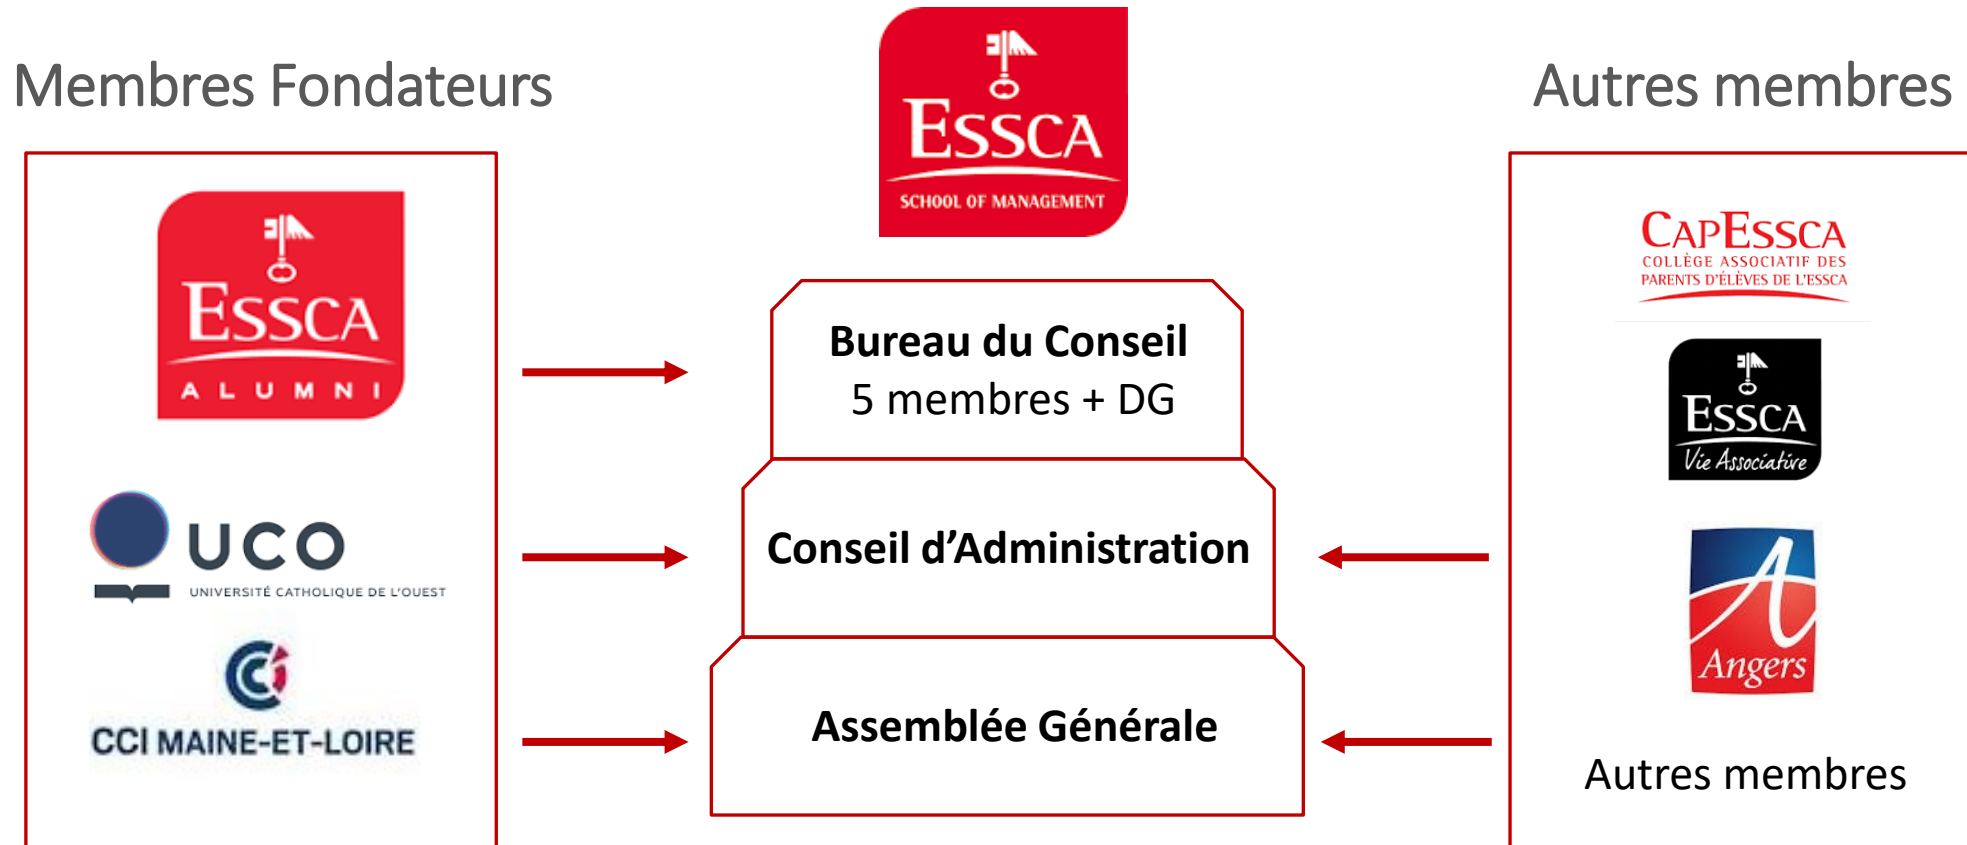 Membres Fondateurs
ESSCA
ALUMNI
UCO
UNIVERSITÉ CATHOLIQUE DE L'OUEST
CCI
CCI MAINE-ET-LOIRE
ESSCA
SCHOOL OF MANAGEMENT
Bureau du Conseil
5 membres + DG
Conseil d’Administration
Assemblée Générale
Autres membres
CAPESSCA
COLLÈGE ASSOCIATIF DES
PARENTS D'ÉLÈVES DE L'ESSCA
ESSCA
Vie Associative
A
Angers
Autres membres